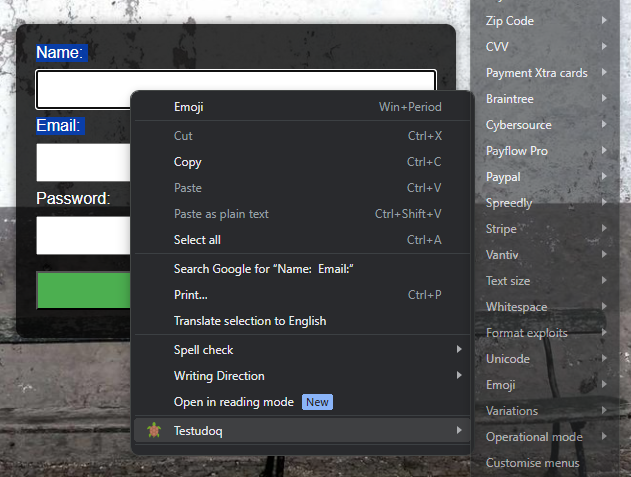 Name:
Email:
Password:
Emoji Win+Period
Cut Ctrl+X
Copy Ctrl+C
Paste Ctrl+V
Paste as plain text Ctrl+Shift+V
Select all Ctrl+A
Search Google for “Name:  Email:”
Print... Ctrl+P
Translate selection to English
Spell check
Writing Direction
Open in reading mode New
Testudoq
Zip Code
CVV
Payment Xtra cards
Braintree
Cybersource
Payflow Pro
Paypal
Spreedly
Stripe
Vantiv
Text size
Whitespace
Format exploits
Unicode
Emoji
Variations
Operational mode
Customise menus